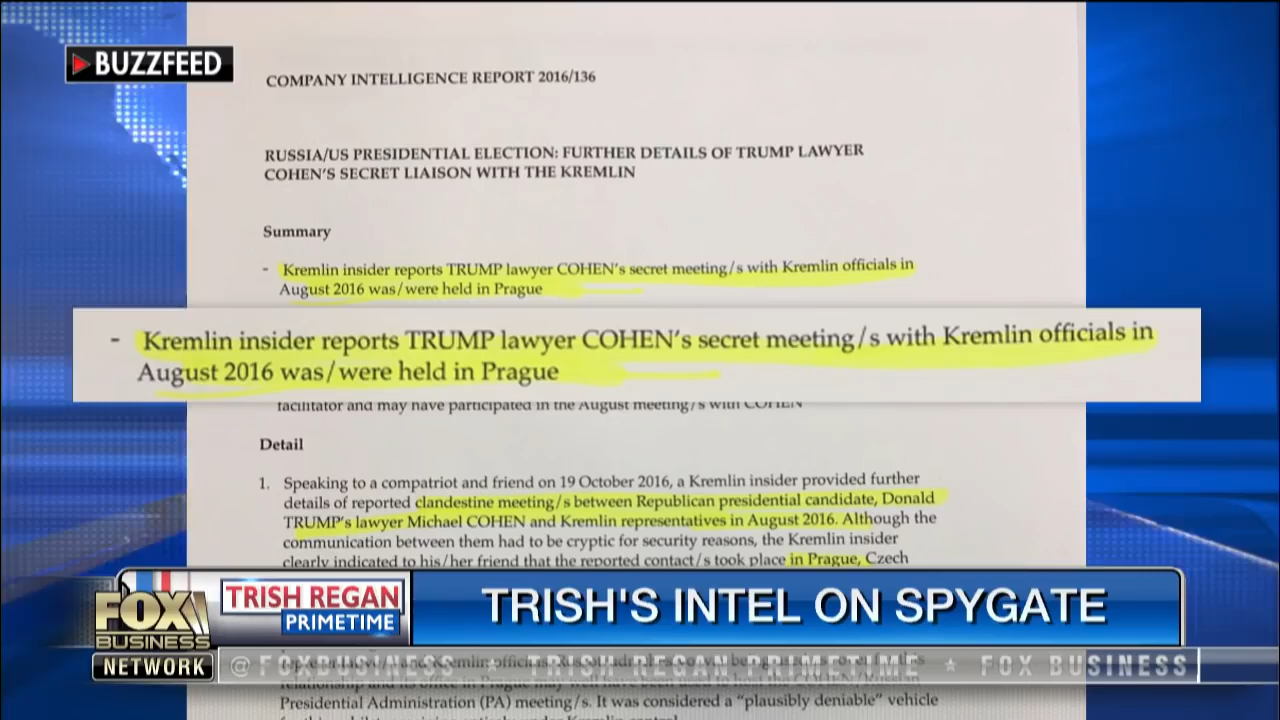 BUZZFEED
COMPANY INTELLIGENCE REPORT 2016/136
RUSSIA/US PRESIDENTIAL ELECTION: FURTHER DETAILS OF TRUMP LAWYER
COHEN'S SECRET LIAISON WITH THE KREMLIN
Summary
- Kremlin insider reports TRUMP lawyer COHEN's secret meeting/s with Kremlin officials in
August 2016 was/were held in Prague
- Kremlin insider reports TRUMP lawyer COHEN's secret meeting/s with Kremlin officials in
August 2016 was/were held in Prague
facilitator and may have participated in the August meeting/s with COHEN
Detail
1. Speaking to a compatriot and friend on 19 October 2016, a Kremlin insider provided further
details of reported clandestine meeting/s between Republican presidential candidate, Donald
TRUMP's lawyer Michael COHEN and Kremlin representatives in August 2016. Although the
communication between them had to be cryptic for security reasons, the Kremlin insider
clearly indicated to his/her friend that the reported contact/s took place in Prague, Czech
FOX
BUSINESS
NETWORK
TRISH REGAN
PRIMETIME
TRISH'S INTEL ON SPYGATE
@FOXBUSINESS ★ TRISH REGAN PRIMETIME ★ FOX BUSINESS
Presidential Administration (PA) meeting/s. It was considered a "plausibly deniable" vehicle